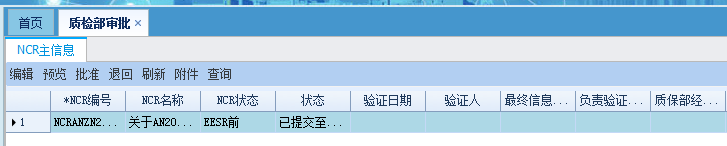 首页 质检部审批 ×
NCR主信息
编辑 预览 批准 退回 刷新 附件 查询
*NCR编号 NCR名称 NCR状态 状态 验证日期 验证人 最终信息... 负责验证... 质保部经...
1 NCRANZN2... 关于AN20... EESR前 已提交至...